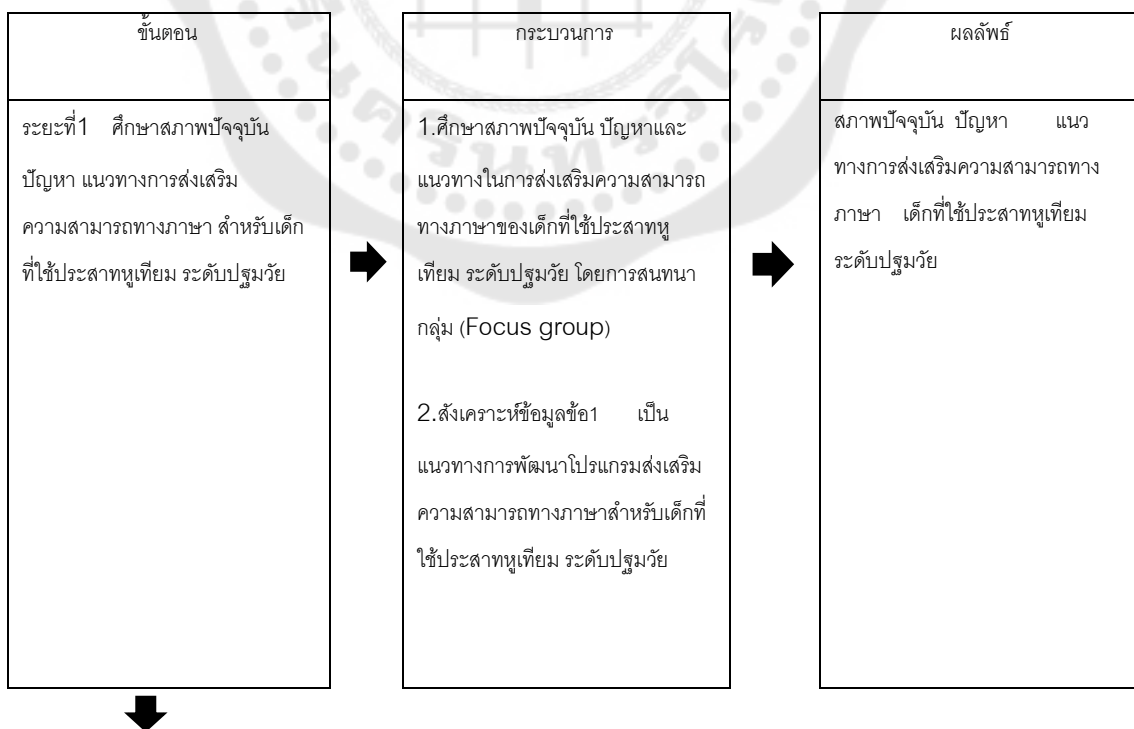 ขั้นตอน
ระยะที่1 ศึกษาสภาพปัจจุบัน
ปัญหา แนวทางการส่งเสริม
ความสามารถทางภาษา สำหรับเด็ก
ที่ใช้ประสาทหูเทียม ระดับปฐมวัย
กระบวนการ
1.ศึกษาสภาพปัจจุบัน ปัญหาและ
แนวทางในการส่งเสริมความสามารถ
ทางภาษาของเด็กที่ใช้ประสาทหู
เทียม ระดับปฐมวัย โดยการสนทนา
กลุ่ม (Focus group)
2.สังเคราะห์ข้อมูลข้อ1 เป็น
แนวทางการพัฒนาโปรแกรมส่งเสริม
ความสามารถทางภาษาสำหรับเด็กที่
ใช้ประสาทหูเทียม ระดับปฐมวัย
ผลลัพธ์
สภาพปัจจุบัน ปัญหา แนว
ทางการส่งเสริมความสามารถทาง
ภาษา เด็กที่ใช้ประสาทหูเทียม
ระดับปฐมวัย